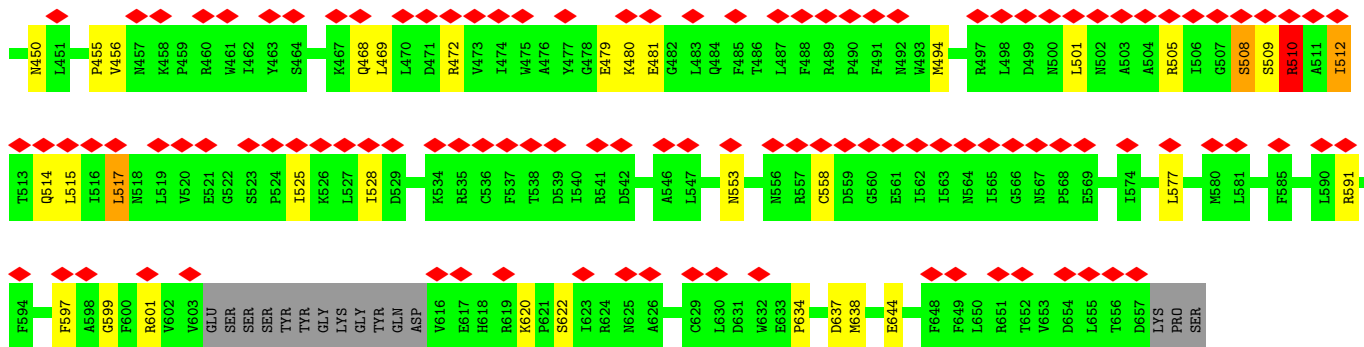 N450 L451 P455 V456 N457 K458 P459 R460 W461 I462 Y463 S464 K467 Q468 L469 L470 D471 R472 V473 I474 W475 A476 Y477 G478 E479 K480 E481 G482 L483 Q484 F485 T486 L487 F488 R489 P490 F491 N492 W493 M494 R497 L498 D499 N500 L501 N502 A503 A504 R505 I506 G507 S508 S509 R510 A511 I512
T513 Q514 L515 I516 L517 N518 L519 V520 E521 G522 S523 P524 I525 K526 L527 I528 D529 K534 R535 C536 F537 T538 D539 I540 R541 D542 A546 L547 N553 N556 R557 C558 D559 G560 E561 I562 I563 N564 I565 G566 N567 P568 E569 I574 L577 M580 L581 F585 L590 R591
F594 F597 A598 G599 F600 R601 V602 V603 GLU SER SER SER TYR TYR GLY LYS GLY TYR GLN ASP V616 E617 H618 R619 K620 P621 S622 I623 R624 N625 A626 C629 L630 D631 W632 E633 P634 D637 M638 E644 F648 F649 L650 R651 T652 V653 D654 L655 T656 D657 LYS PRO SER